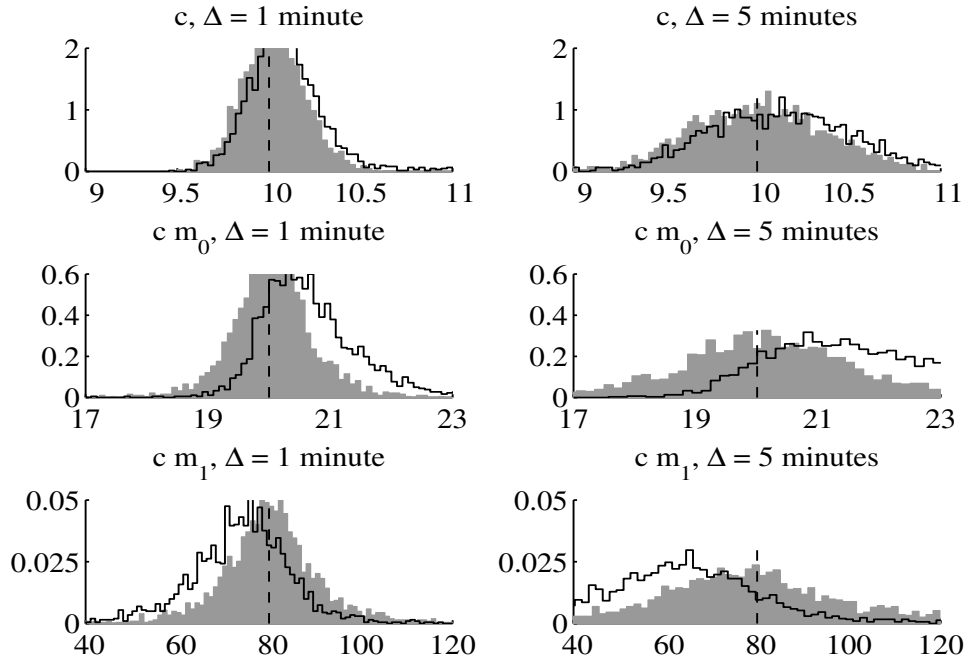 c, Δ = 1 minute
2
1
0
9 9.5 10 10.5 11
c, Δ = 5 minutes
2
1
0
9 9.5 10 10.5 11
c m₀, Δ = 1 minute
0.6
0.4
0.2
0
17 19 21 23
c m₀, Δ = 5 minutes
0.6
0.4
0.2
0
17 19 21 23
c m₁, Δ = 1 minute
0.05
0.025
0
40 60 80 100 120
c m₁, Δ = 5 minutes
0.05
0.025
0
40 60 80 100 120